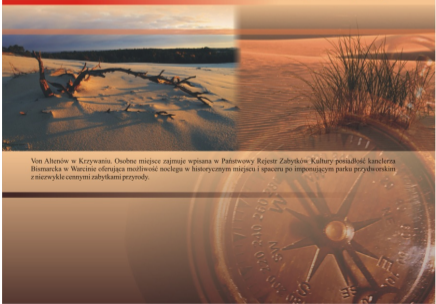 Von Altenów w Krzywaniu. Osobne miejsce zajmuje wpisana w Państwowy Rejestr Zabytków Kultury posiadłość kanclerza
Bismarcka w Warcinie oferująca możliwość noclegu w historycznym miejscu i spaceru po imponującym parku przydworskim
z niezwykle cennymi zabytkami przyrody.